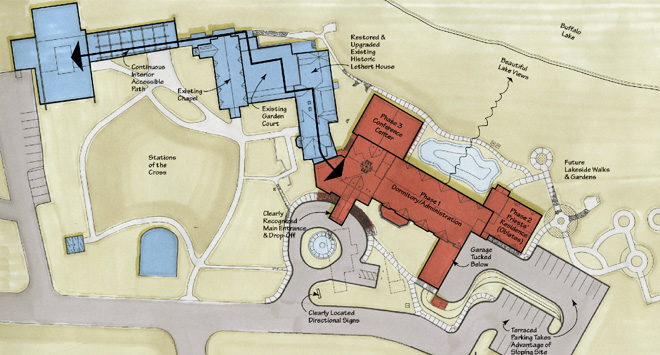 Buffalo
Lake
Beautiful
Lake Views
Restored &
Upgraded
Existing
Historic
Lethert House
Continuous
Interior
Accessible
Path
Existing
Chapel
Existing
Garden
Court
Phase 3
Conference
Center
Stations
of the
Cross
Phase 1
Dormitory/Administration
Phase 2
Priests'
Residence
(Oblates)
Future
Lakeside Walks
& Gardens
Clearly
Recognized
Main Entrance
& Drop-Off
Garage
Tucked
Below
Clearly Located
Directional Signs
Terraced
Parking Takes
Advantage of
Sloping Site